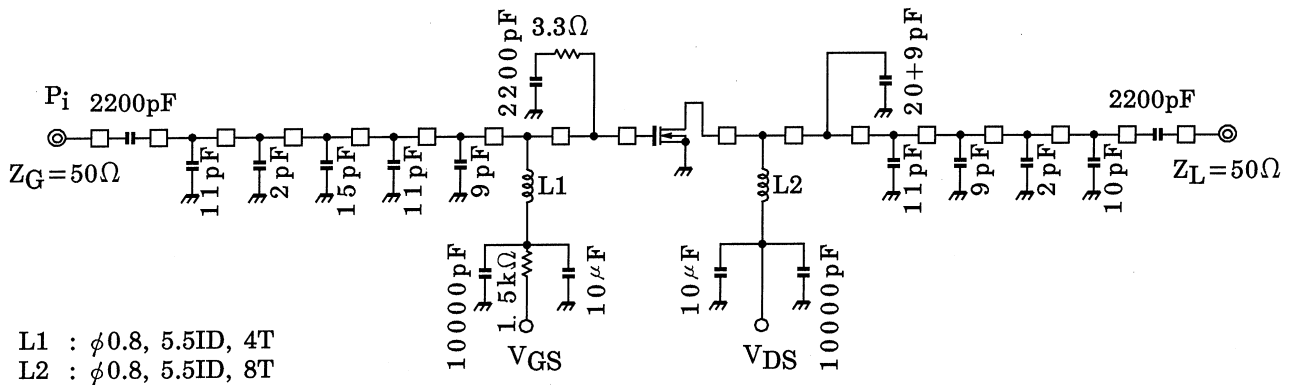 Pi
2200pF
ZG=50Ω
11pF
2pF
15pF
11pF
9pF
2200pF
3.3Ω
L1
10000pF
1.5kΩ
10μF
VGS
L2
10μF
10000pF
VDS
20+9pF
11pF
9pF
2pF
10pF
2200pF
ZL=50Ω
L1 : φ0.8, 5.5ID, 4T
L2 : φ0.8, 5.5ID, 8T